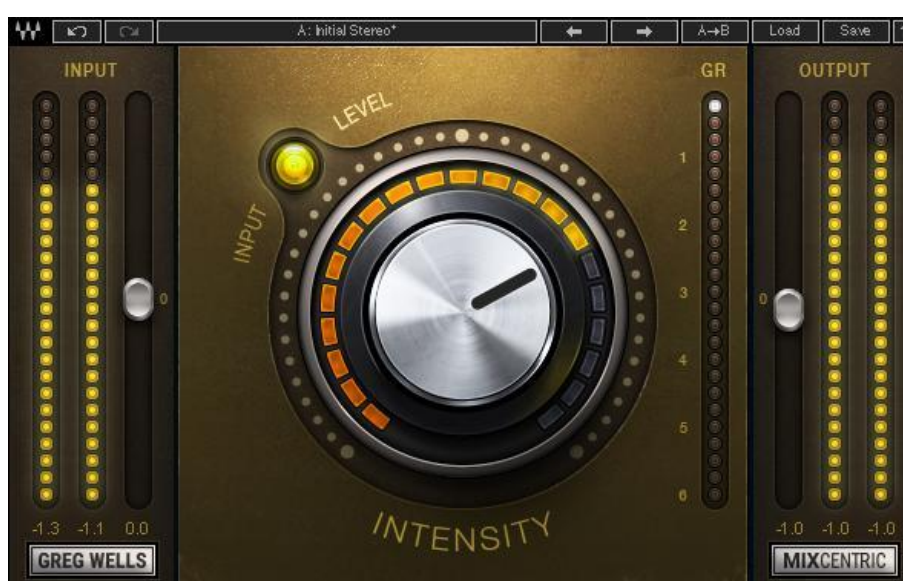 A: Initial Stereo*
A→B
Load
Save
INPUT
LEVEL
INPUT
GR
OUTPUT
1
2
3
4
5
6
0
0
INTENSITY
-1.3 -1.1 0.0
-1.0 -1.0 -1.0
GREG WELLS
MIXCENTRIC